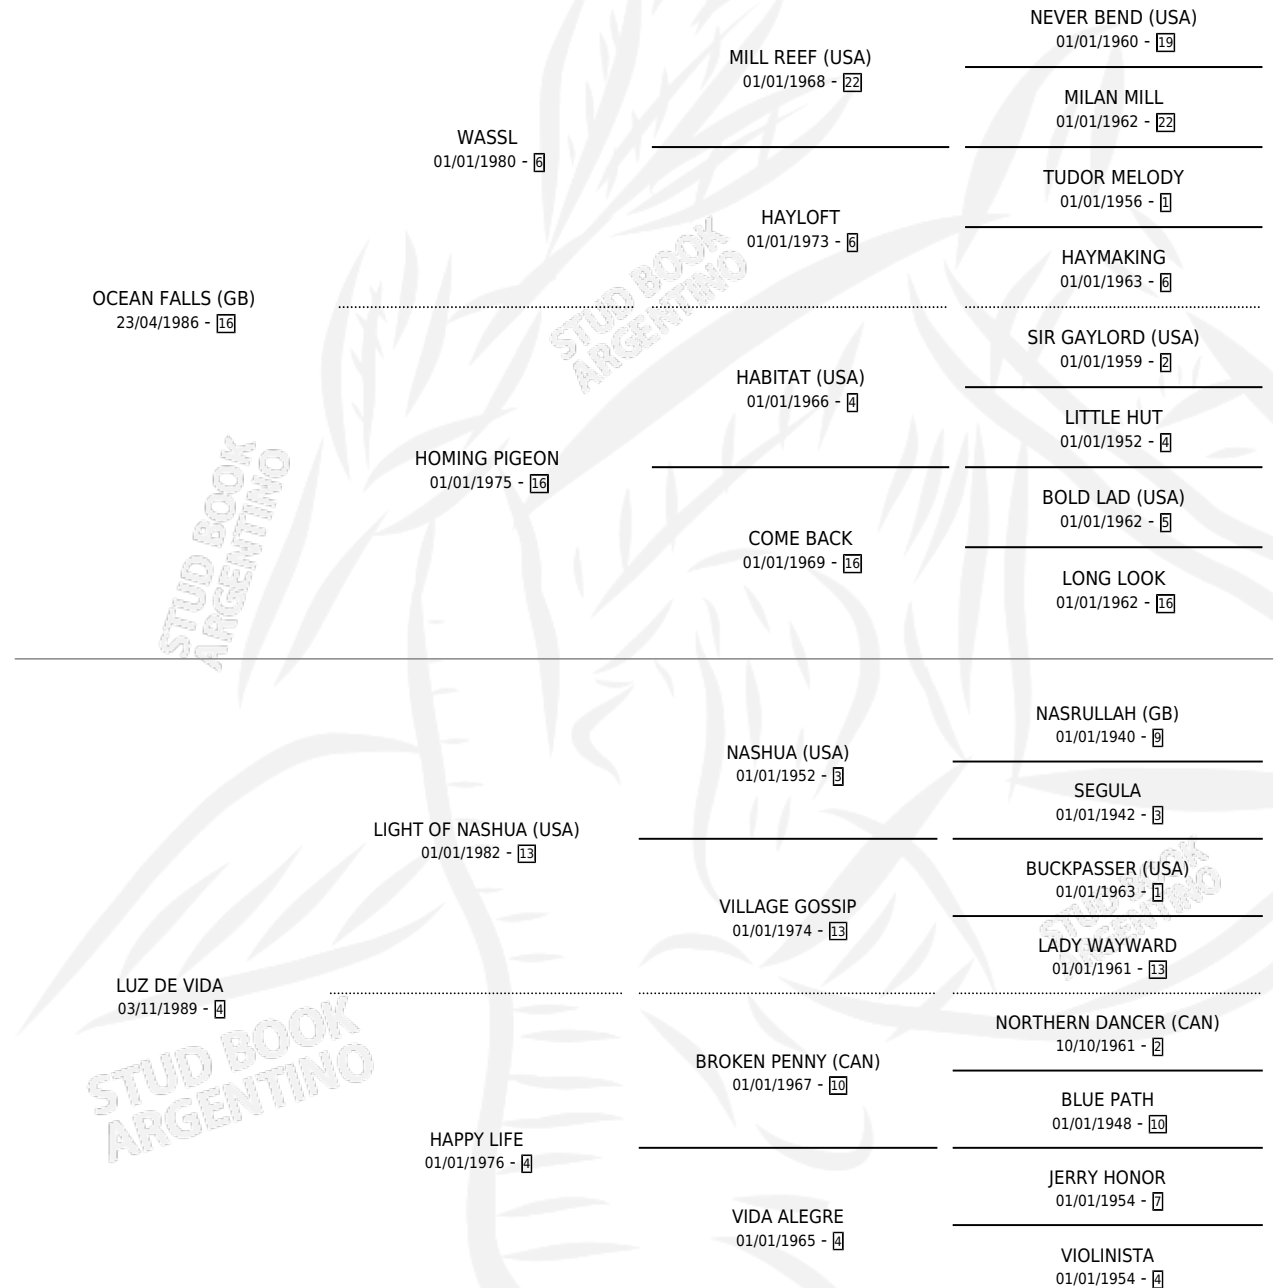 NEVER BEND (USA)
01/01/1960 - 19
MILL REEF (USA)
01/01/1968 - 22
MILAN MILL
01/01/1962 - 22
WASSL
01/01/1980 - 6
TUDOR MELODY
01/01/1956 - 1
HAYLOFT
01/01/1973 - 6
HAYMAKING
01/01/1963 - 6
OCEAN FALLS (GB)
23/04/1986 - 16
SIR GAYLORD (USA)
01/01/1959 - 2
HABITAT (USA)
01/01/1966 - 4
LITTLE HUT
01/01/1952 - 4
HOMING PIGEON
01/01/1975 - 16
BOLD LAD (USA)
01/01/1962 - 5
COME BACK
01/01/1969 - 16
LONG LOOK
01/01/1962 - 16
NASRULLAH (GB)
01/01/1940 - 9
NASHUA (USA)
01/01/1952 - 3
SEGULA
01/01/1942 - 3
LIGHT OF NASHUA (USA)
01/01/1982 - 13
BUCKPASSER (USA)
01/01/1963 - 1
VILLAGE GOSSIP
01/01/1974 - 13
LADY WAYWARD
01/01/1961 - 13
LUZ DE VIDA
03/11/1989 - 4
NORTHERN DANCER (CAN)
10/10/1961 - 2
BROKEN PENNY (CAN)
01/01/1967 - 10
BLUE PATH
01/01/1948 - 10
HAPPY LIFE
01/01/1976 - 4
JERRY HONOR
01/01/1954 - 7
VIDA ALEGRE
01/01/1965 - 4
VIOLINISTA
01/01/1954 - 4
STUD BOOK
ARGENTINO
STUD BOOK
ARGENTINO
STUD BOOK
ARGENTINO
STUD BOOK
ARGENTINO